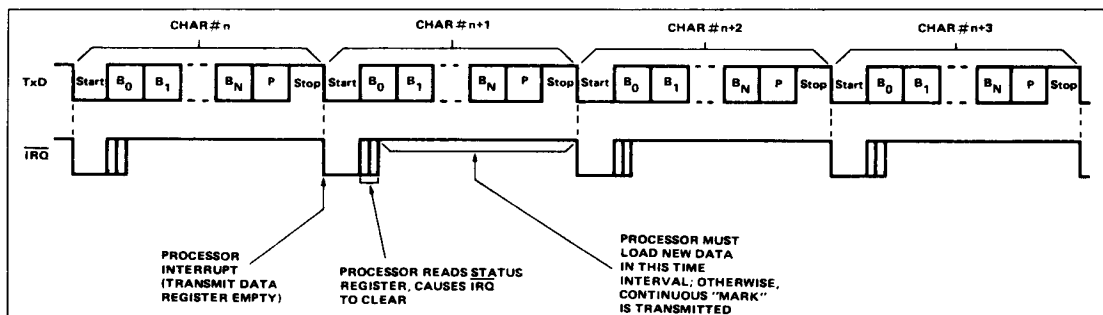 CHAR#n CHAR#n+1 CHAR#n+2 CHAR#n+3
TxD Start B0 B1 BN P Stop Start B0 B1 BN P Stop Start B0 B1 BN P Stop Start B0 B1 BN P Stop
IRQ
PROCESSOR
INTERRUPT
(TRANSMIT DATA
REGISTER EMPTY)
PROCESSOR READS STATUS
REGISTER, CAUSES IRQ
TO CLEAR
PROCESSOR MUST
LOAD NEW DATA
IN THIS TIME
INTERVAL; OTHERWISE,
CONTINUOUS "MARK"
IS TRANSMITTED